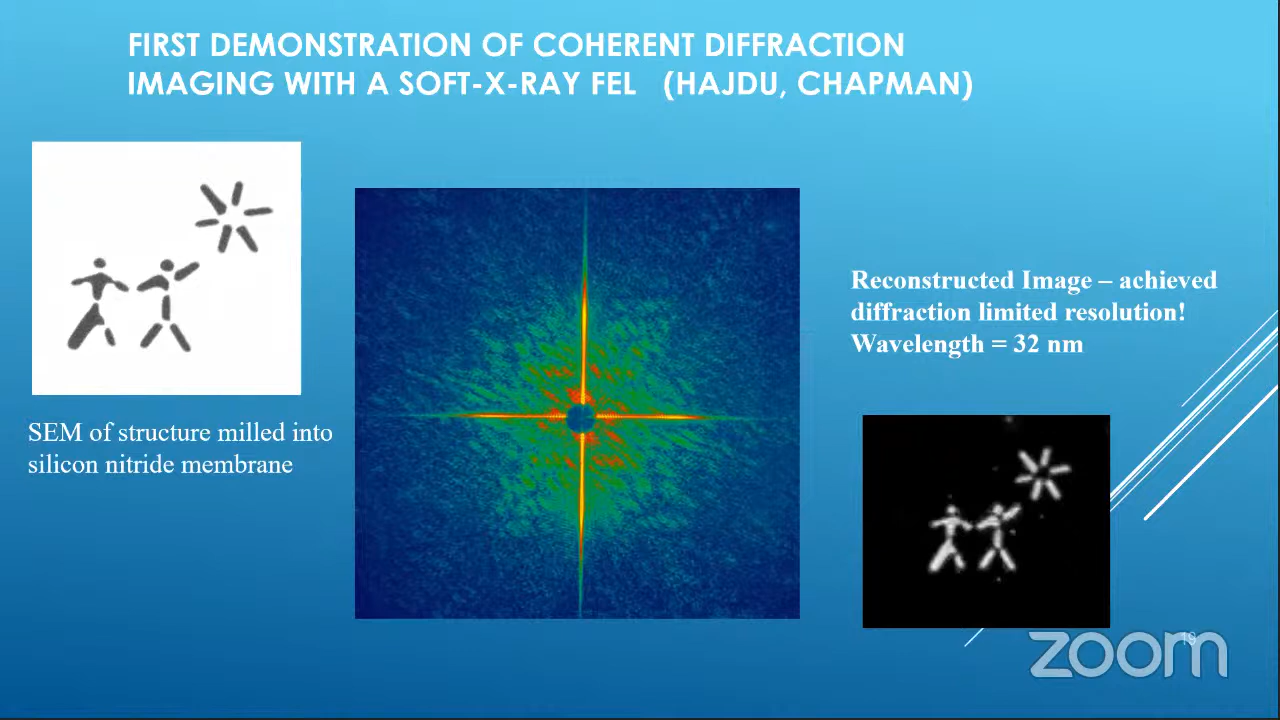 FIRST DEMONSTRATION OF COHERENT DIFFRACTION
IMAGING WITH A SOFT-X-RAY FEL (HAJDU, CHAPMAN)
SEM of structure milled into
silicon nitride membrane
Reconstructed Image – achieved
diffraction limited resolution!
Wavelength = 32 nm
19
zoom